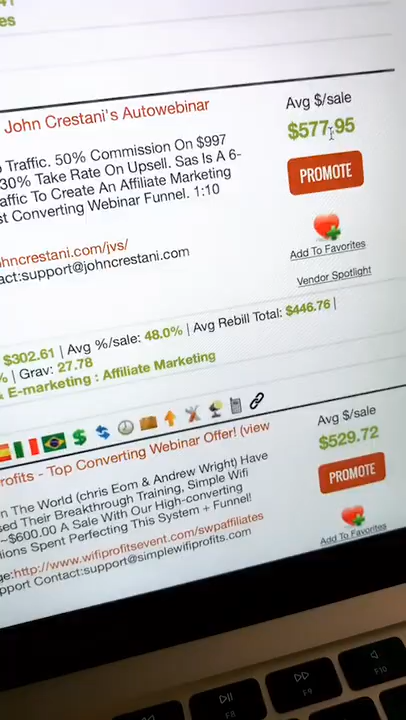 es
John Crestani's Autowebinar
Avg $/sale
$577.95
Traffic. 50% Commission On $997
30% Take Rate On Upsell. Sas Is A 6-
affic To Create An Affiliate Marketing
st Converting Webinar Funnel. 1:10
PROMOTE
ohncrestani.com/jvs/
act:support@johncrestani.com
Add To Favorites
Vendor Spotlight
$302.61 | Avg %/sale: 48.0% | Avg Rebill Total: $446.76 |
% | Grav: 27.78
E-marketing : Affiliate Marketing
rofits - Top Converting Webinar Offer! (view
Avg $/sale
$529.72
n The World (chris Eom & Andrew Wright) Have
sed Their Breakthrough Training, Simple Wifi
~$600.00 A Sale With Our High-converting
lions Spent Perfecting This System + Funnel!
PROMOTE
ge:http://www.wifiprofitsevent.com/swpaffiliates
pport Contact:support@simplewifiprofits.com
Add To Favorites
F8
F9
F10